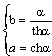 b = α / thα
a = chα